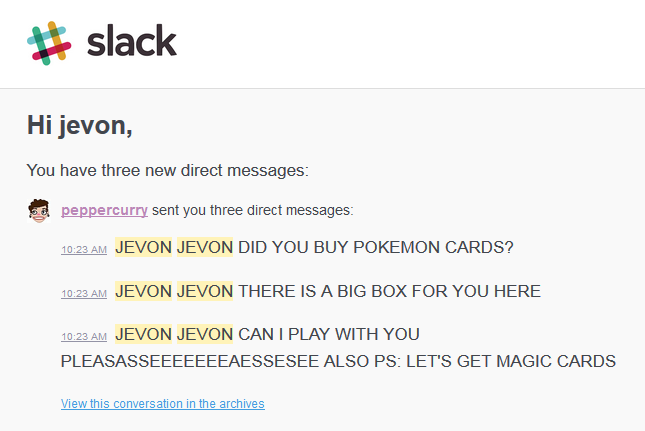 slack
Hi jevon,
You have three new direct messages:
peppercurry sent you three direct messages:
10:23 AM JEVON JEVON DID YOU BUY POKEMON CARDS?
10:23 AM JEVON JEVON THERE IS A BIG BOX FOR YOU HERE
10:23 AM JEVON JEVON CAN I PLAY WITH YOU
PLEASASSEEEEEEEAESSESEE ALSO PS: LET'S GET MAGIC CARDS
View this conversation in the archives